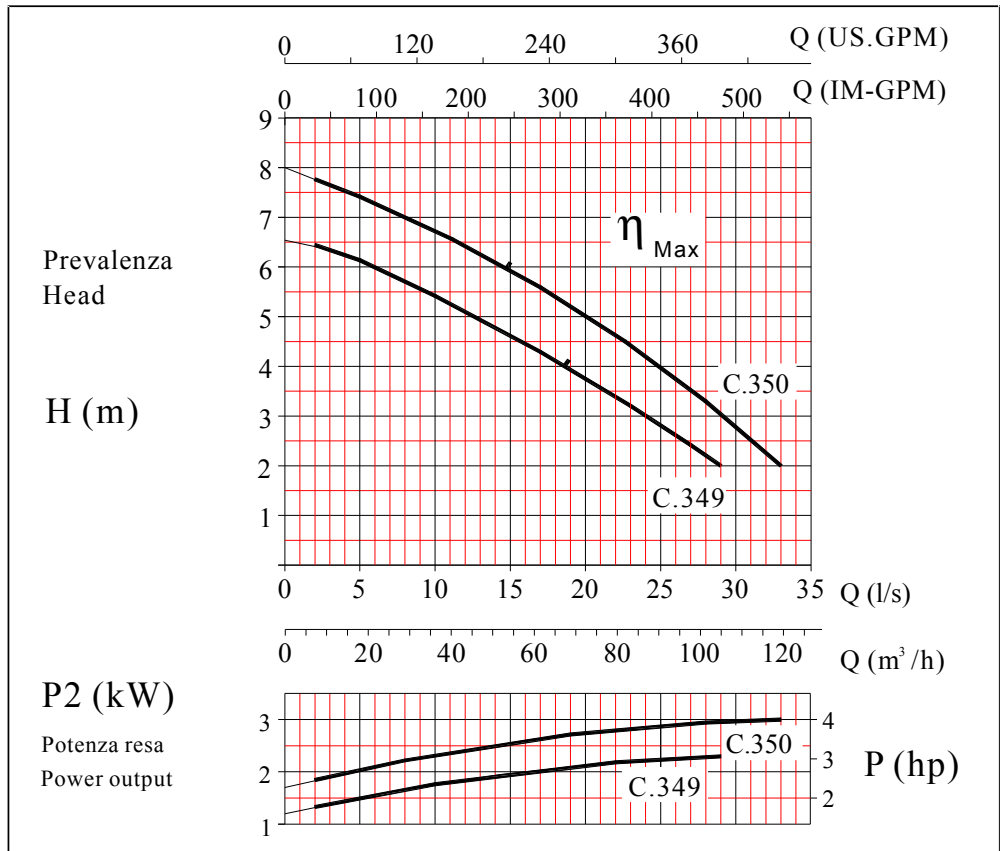 0 120 240 360 Q (US.GPM)
0 100 200 300 400 500 Q (IM-GPM)
9
8
7
6
5
4
3
2
1
Prevalenza
Head
H (m)
η Max
C.350
C.349
0 5 10 15 20 25 30 35 Q (l/s)
0 20 40 60 80 100 120 Q (m³/h)
P2 (kW)
Potenza resa
Power output
3
2
1
C.350
C.349
4
3
2
P (hp)